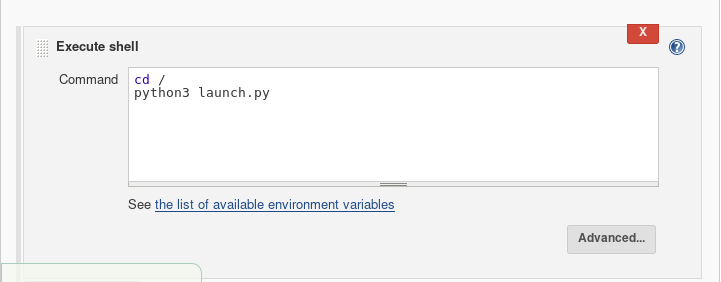 X
Execute shell
?
Command
cd /
python3 launch.py
See the list of available environment variables
Advanced...